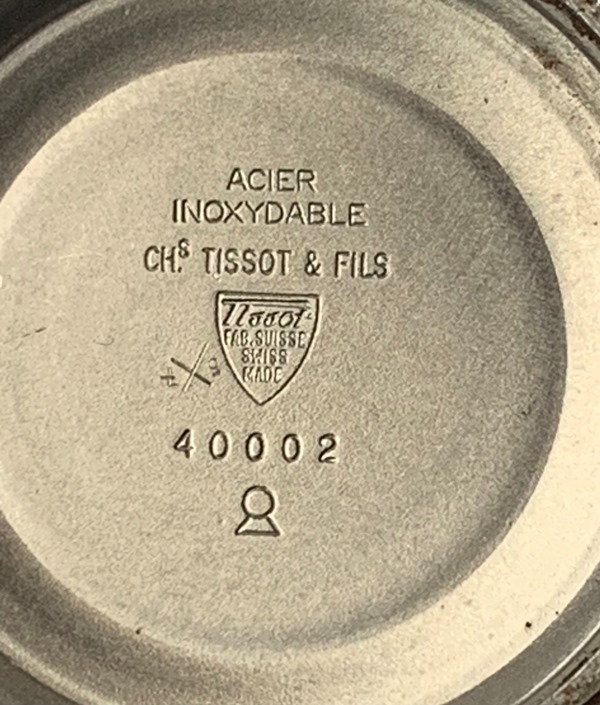 ACIER
INOXYDABLE
CH.S TISSOT & FILS
Tissot
FAB. SUISSE
SWISS
MADE
40002